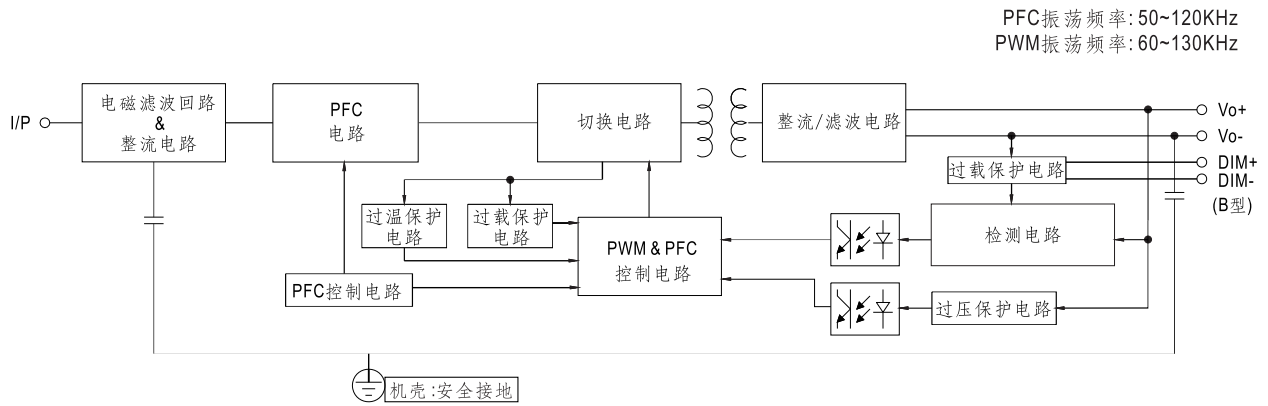 PFC振荡频率: 50~120KHz
PWM振荡频率: 60~130KHz
I/P
电磁滤波回路
&
整流电路
PFC
电路
切换电路
整流/滤波电路
Vo+
Vo-
DIM+
DIM-
(B型)
过载保护电路
过温保护
电路
过载保护
电路
PWM & PFC
控制电路
检测电路
PFC控制电路
过压保护电路
机壳:安全接地